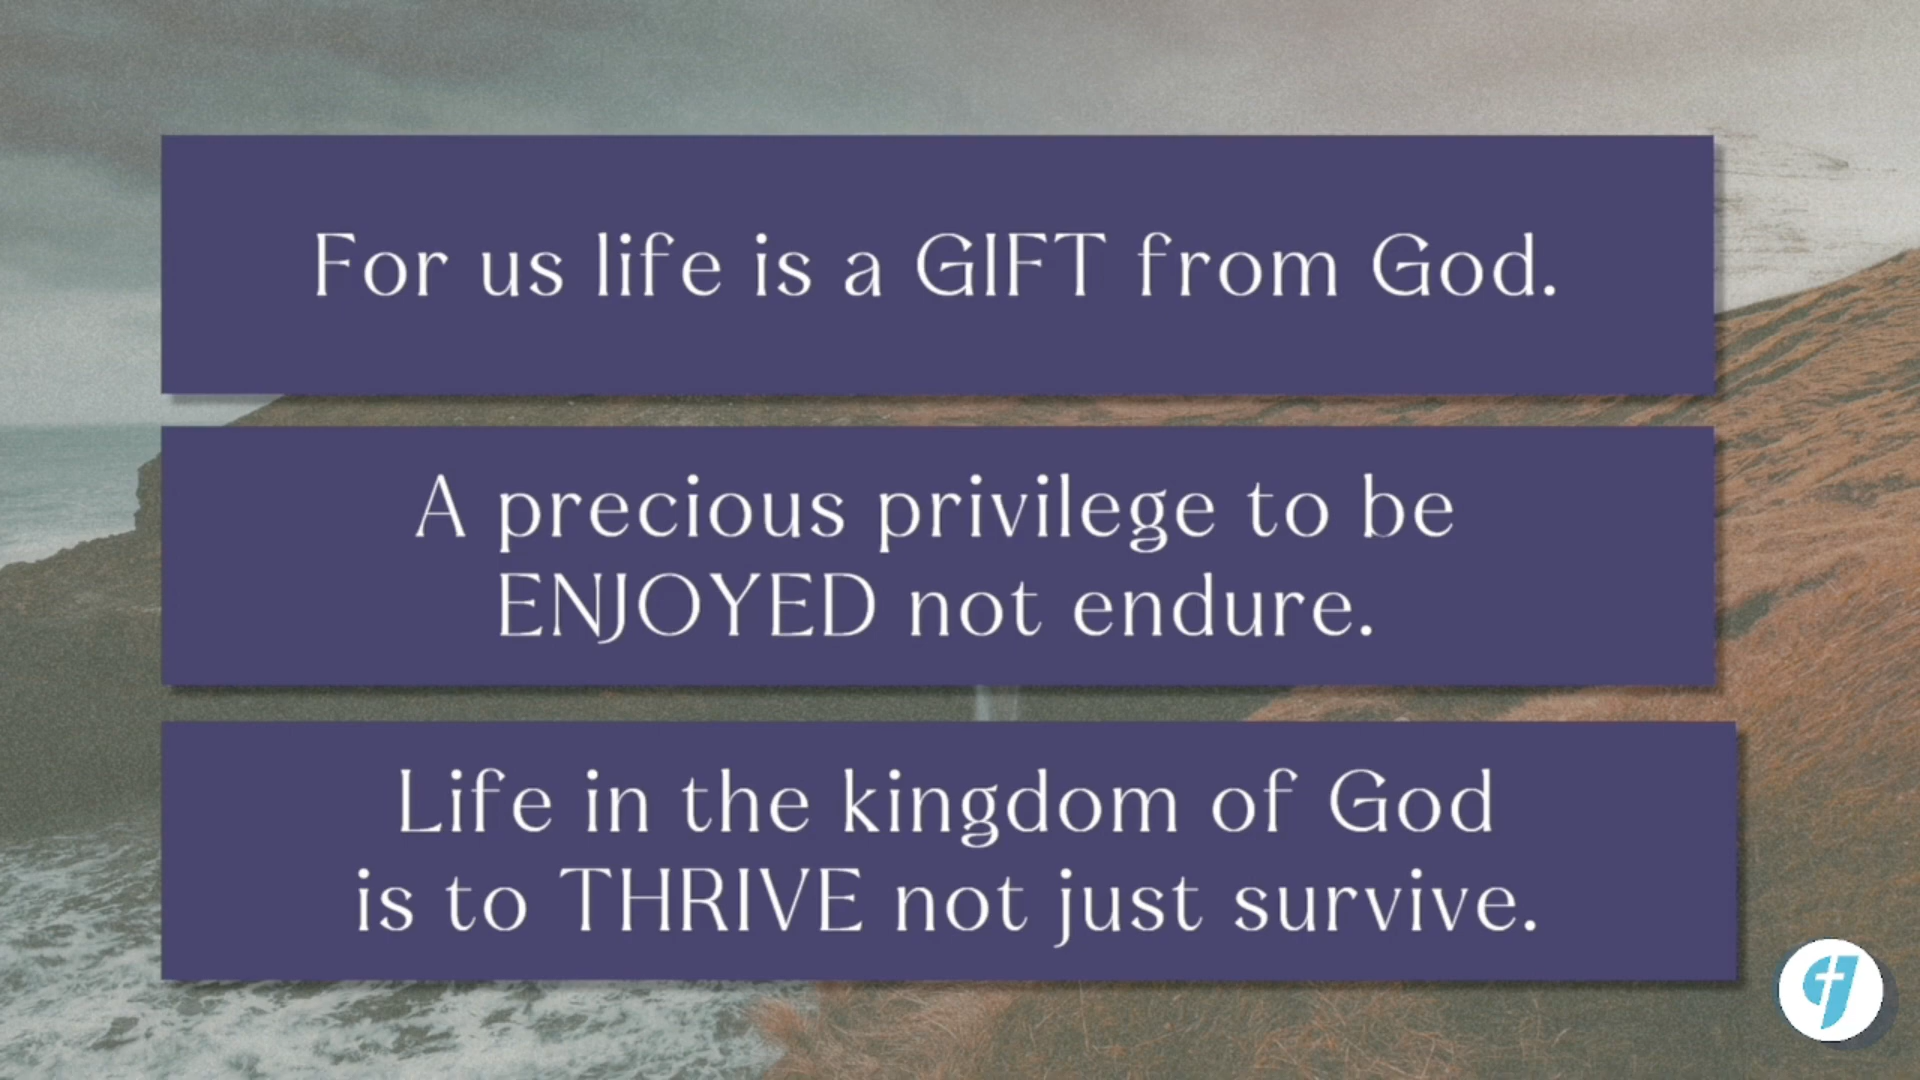 For us life is a GIFT from God.
A precious privilege to be
ENJOYED not endure.
Life in the kingdom of God
is to THRIVE not just survive.